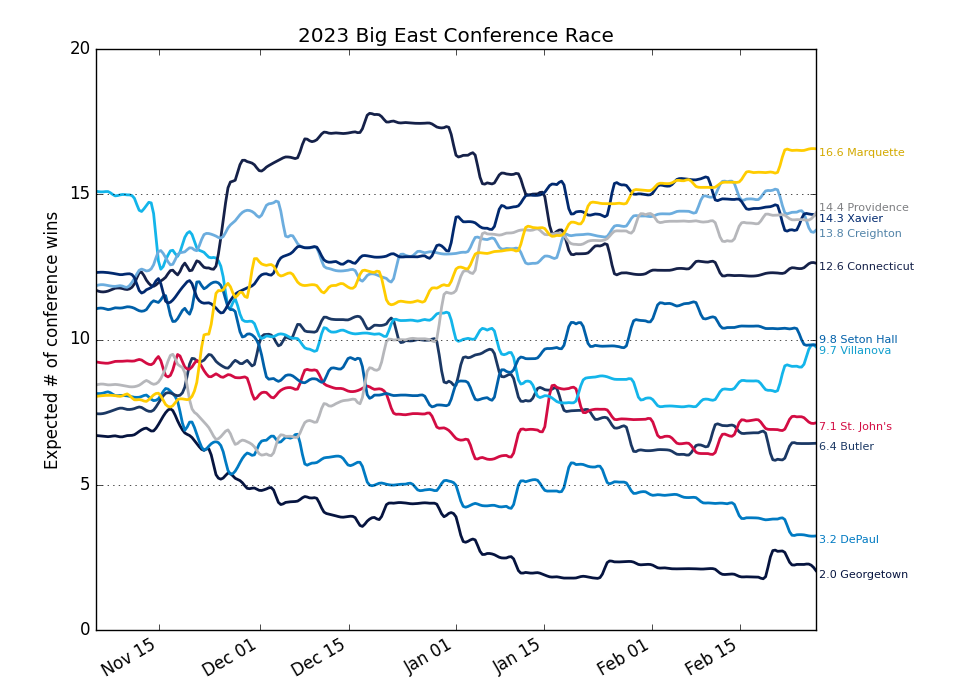 2023 Big East Conference Race
Expected # of conference wins
20
15
10
5
0
16.6 Marquette
14.4 Providence
14.3 Xavier
13.8 Creighton
12.6 Connecticut
9.8 Seton Hall
9.7 Villanova
7.1 St. John's
6.4 Butler
3.2 DePaul
2.0 Georgetown
Nov 15
Dec 01
Dec 15
Jan 01
Jan 15
Feb 01
Feb 15